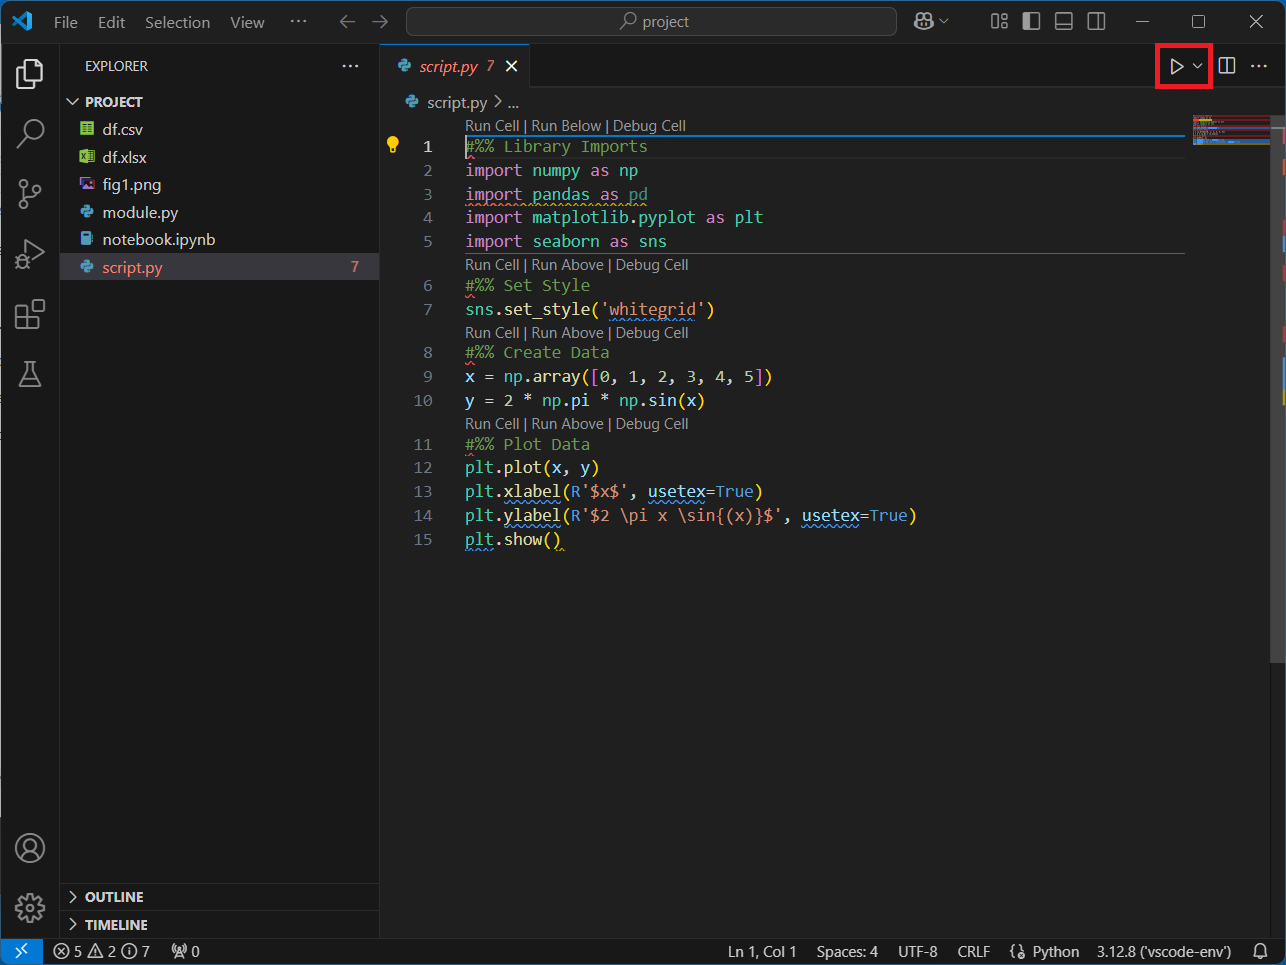 File Edit Selection View ··· project
EXPLORER ···
PROJECT
df.csv
df.xlsx
fig1.png
module.py
notebook.ipynb
script.py 7
OUTLINE
TIMELINE
script.py 7
script.py > ...
Run Cell | Run Below | Debug Cell
1 #%% Library Imports
2 import numpy as np
3 import pandas as pd
4 import matplotlib.pyplot as plt
5 import seaborn as sns
Run Cell | Run Above | Debug Cell
6 #%% Set Style
7 sns.set_style('whitegrid')
Run Cell | Run Above | Debug Cell
8 #%% Create Data
9 x = np.array([0, 1, 2, 3, 4, 5])
10 y = 2 * np.pi * np.sin(x)
Run Cell | Run Above | Debug Cell
11 #%% Plot Data
12 plt.plot(x, y)
13 plt.xlabel(R'$x$', usetex=True)
14 plt.ylabel(R'$2 \pi x \sin{(x)}$', usetex=True)
15 plt.show()
5 2 7 0 Ln 1, Col 1 Spaces: 4 UTF-8 CRLF Python 3.12.8 ('vscode-env')